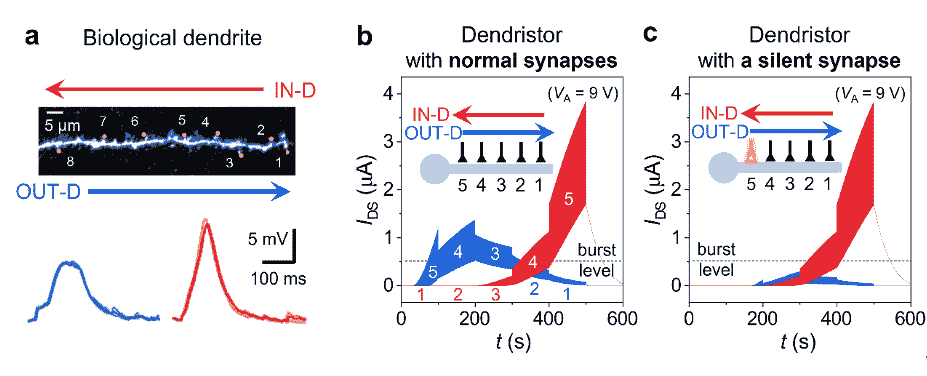 a
Biological dendrite
IN-D
5 µm
7 6 5 4 2
8 3 1
OUT-D
5 mV
100 ms
b
Dendristor
with normal synapses
(VA = 9 V)
IN-D
OUT-D
5 4 3 2 1
IDS (µA)
4
3
2
1
0
5
4
3
5
4
burst
level
1 2 3 2 1
0 200 400 600
t (s)
c
Dendristor
with a silent synapse
(VA = 9 V)
IN-D
OUT-D
5 4 3 2 1
IDS (µA)
4
3
2
1
0
burst
level
0 200 400 600
t (s)